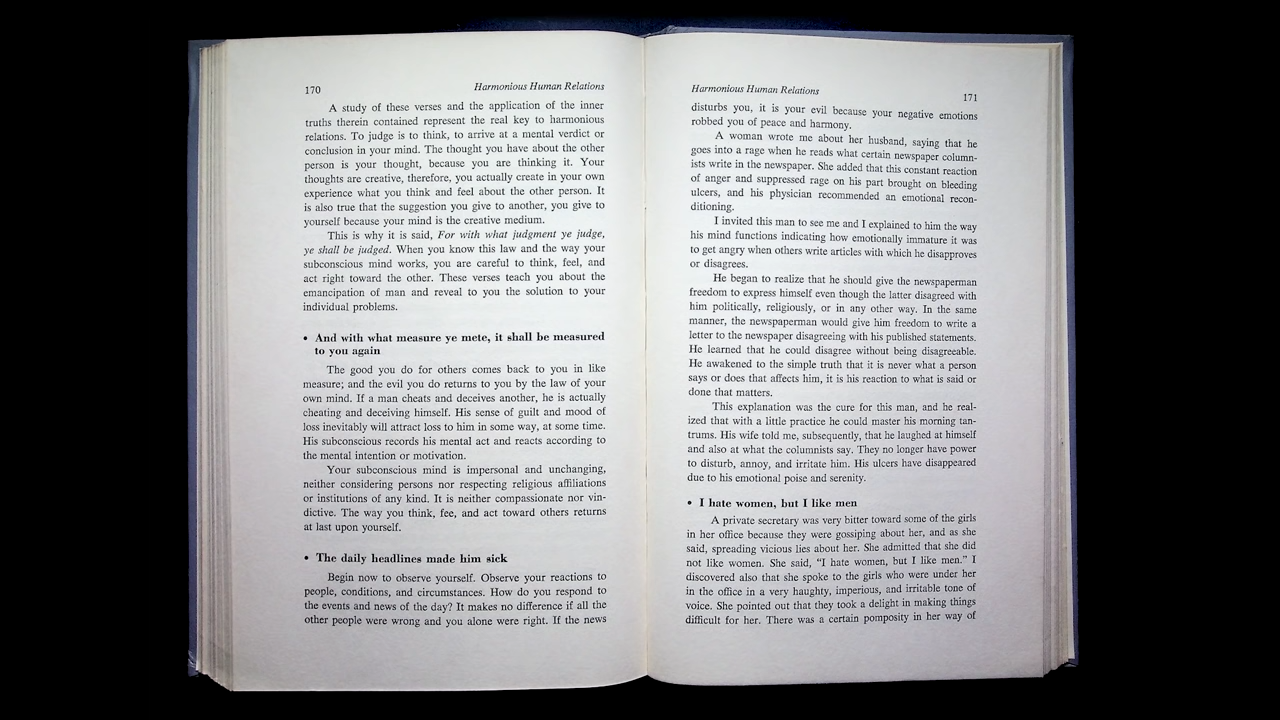 170
Harmonious Human Relations
A study of these verses and the application of the inner
truths therein contained represent the real key to harmonious
relations. To judge is to think, to arrive at a mental verdict or
conclusion in your mind. The thought you have about the other
person is your thought, because you are thinking it. Your
thoughts are creative, therefore, you actually create in your own
experience what you think and feel about the other person. It
is also true that the suggestion you give to another, you give to
yourself because your mind is the creative medium.
This is why it is said, For with what judgment ye judge,
ye shall be judged. When you know this law and the way your
subconscious mind works, you are careful to think, feel, and
act right toward the other. These verses teach you about the
emancipation of man and reveal to you the solution to your
individual problems.
• And with what measure ye mete, it shall be measured
to you again
The good you do for others comes back to you in like
measure; and the evil you do returns to you by the law of your
own mind. If a man cheats and deceives another, he is actually
cheating and deceiving himself. His sense of guilt and mood of
loss inevitably will attract loss to him in some way, at some time.
His subconscious records his mental act and reacts according to
the mental intention or motivation.
Your subconscious mind is impersonal and unchanging,
neither considering persons nor respecting religious affiliations
or institutions of any kind. It is neither compassionate nor vin-
dictive. The way you think, fee, and act toward others returns
at last upon yourself.
• The daily headlines made him sick
Begin now to observe yourself. Observe your reactions to
people, conditions, and circumstances. How do you respond to
the events and news of the day? It makes no difference if all the
other people were wrong and you alone were right. If the news
Harmonious Human Relations
171
disturbs you, it is your evil because your negative emotions
robbed you of peace and harmony.
A woman wrote me about her husband, saying that he
goes into a rage when he reads what certain newspaper column-
ists write in the newspaper. She added that this constant reaction
of anger and suppressed rage on his part brought on bleeding
ulcers, and his physician recommended an emotional recon-
ditioning.
I invited this man to see me and I explained to him the way
his mind functions indicating how emotionally immature it was
to get angry when others write articles with which he disapproves
or disagrees.
He began to realize that he should give the newspaperman
freedom to express himself even though the latter disagreed with
him politically, religiously, or in any other way. In the same
manner, the newspaperman would give him freedom to write a
letter to the newspaper disagreeing with his published statements.
He learned that he could disagree without being disagreeable.
He awakened to the simple truth that it is never what a person
says or does that affects him, it is his reaction to what is said or
done that matters.
This explanation was the cure for this man, and he real-
ized that with a little practice he could master his morning tan-
trums. His wife told me, subsequently, that he laughed at himself
and also at what the columnists say. They no longer have power
to disturb, annoy, and irritate him. His ulcers have disappeared
due to his emotional poise and serenity.
• I hate women, but I like men
A private secretary was very bitter toward some of the girls
in her office because they were gossiping about her, and as she
said, spreading vicious lies about her. She admitted that she did
not like women. She said, “I hate women, but I like men.” I
discovered also that she spoke to the girls who were under her
in the office in a very haughty, imperious, and irritable tone of
voice. She pointed out that they took a delight in making things
difficult for her. There was a certain pomposity in her way of